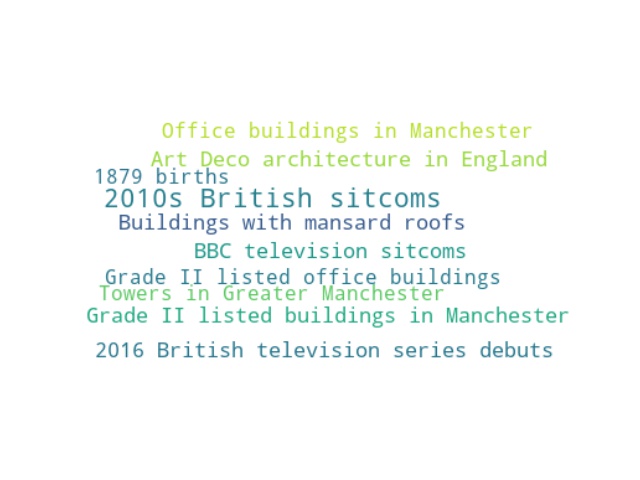 Office buildings in Manchester
Art Deco architecture in England
1879 births
2010s British sitcoms
Buildings with mansard roofs
BBC television sitcoms
Grade II listed office buildings
Towers in Greater Manchester
Grade II listed buildings in Manchester
2016 British television series debuts